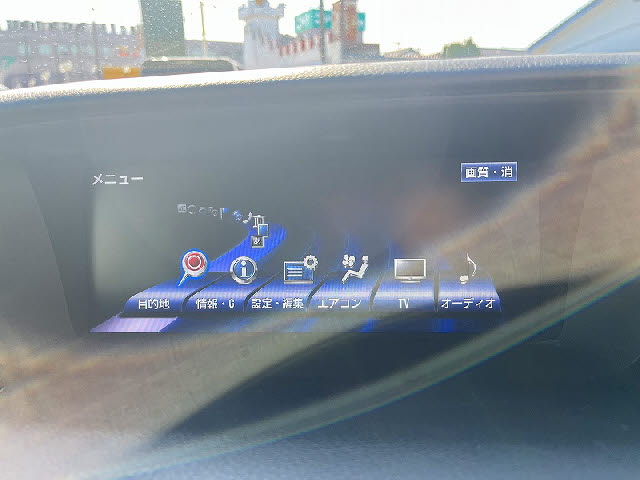 メニュー
画質・消
目的地
情報・G
設定・編集
エアコン
TV
オーディオ